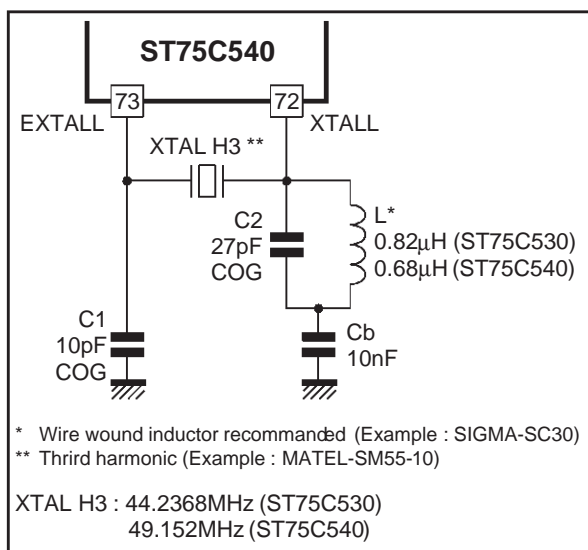 ST75C540
73
72
EXTALL
XTALL
XTAL H3 **
C2
27pF
COG
L*
0.82µH (ST75C530)
0.68µH (ST75C540)
C1
10pF
COG
Cb
10nF
* Wire wound inductor recommanded (Example : SIGMA-SC30)
** Thrird harmonic (Example : MATEL-SM55-10)
XTAL H3 : 44.2368MHz (ST75C530)
49.152MHz (ST75C540)